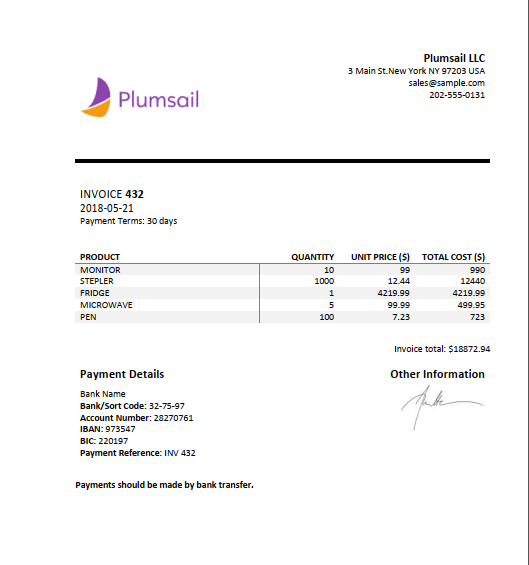 Plumsail LLC
3 Main St.New York NY 97203 USA
sales@sample.com
202-555-0131
Plumsail
INVOICE 432
2018-05-21
Payment Terms: 30 days
PRODUCT QUANTITY UNIT PRICE ($) TOTAL COST ($)
MONITOR 10 99 990
STEPLER 1000 12.44 12440
FRIDGE 1 4219.99 4219.99
MICROWAVE 5 99.99 499.95
PEN 100 7.23 723
Invoice total: $18872.94
Payment Details
Other Information
Bank Name
Bank/Sort Code: 32-75-97
Account Number: 28270761
IBAN: 973547
BIC: 220197
Payment Reference: INV 432
Payments should be made by bank transfer.